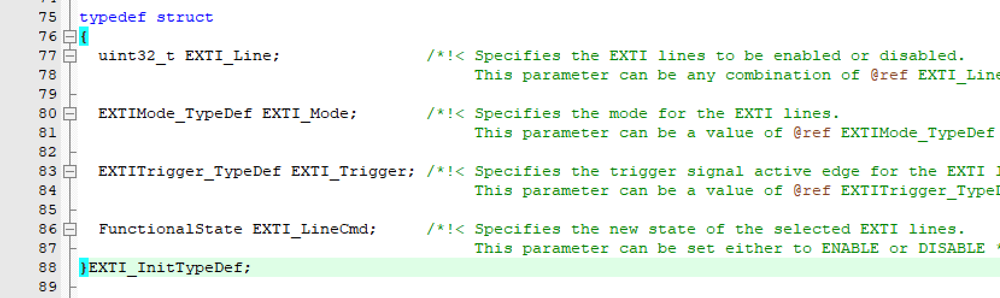 75 typedef struct
76 {
77 uint32_t EXTI_Line; /*!< Specifies the EXTI lines to be enabled or disabled.
78 This parameter can be any combination of @ref EXTI_Line
79
80 EXTIMode_TypeDef EXTI_Mode; /*!< Specifies the mode for the EXTI lines.
81 This parameter can be a value of @ref EXTIMode_TypeDef
82
83 EXTITrigger_TypeDef EXTI_Trigger; /*!< Specifies the trigger signal active edge for the EXTI
84 This parameter can be a value of @ref EXTITrigger_Type
85
86 FunctionalState EXTI_LineCmd; /*!< Specifies the new state of the selected EXTI lines.
87 This parameter can be set either to ENABLE or DISABLE *
88 }EXTI_InitTypeDef;
89